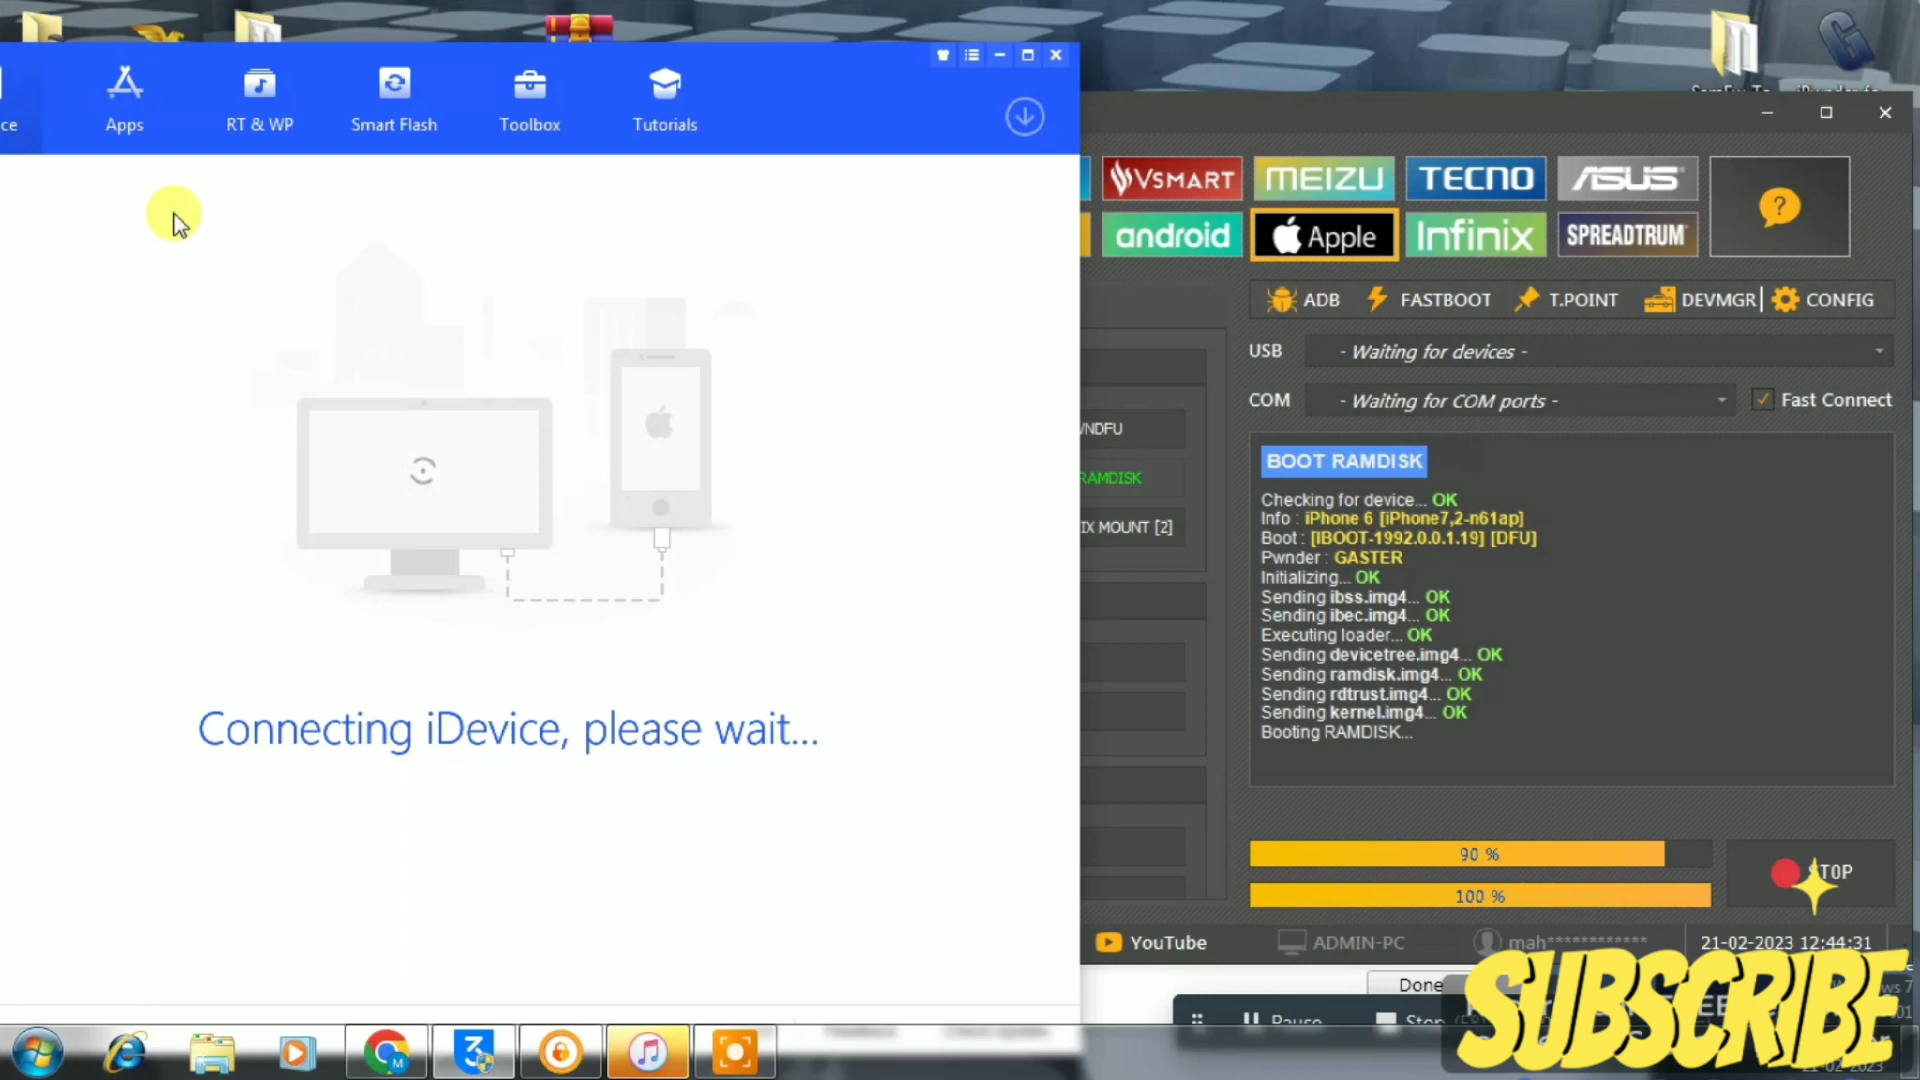 ce
Apps
RT & WP
Smart Flash
Toolbox
Tutorials
Connecting iDevice, please wait...
VSMART
MEIZU
TECNO
ASUS
android
Apple
Infinix
SPREADTRUM
?
ADB
FASTBOOT
T.POINT
DEVMGR
CONFIG
USB
- Waiting for devices -
COM
- Waiting for COM ports -
Fast Connect
RAMDISK
MOUNT [2]
BOOT RAMDISK
Checking for device... OK
Info : iPhone 6 [iPhone7,2-n61ap]
Boot : [IBOOT-1992.0.0.1.19] [DFU]
Pwnder : GASTER
Initializing... OK
Sending ibss.img4... OK
Sending ibec.img4... OK
Executing loader... OK
Sending devicetree.img4... OK
Sending ramdisk.img4... OK
Sending rdtrust.img4... OK
Sending kernel.img4... OK
Booting RAMDISK...
90 %
100 %
STOP
YouTube
ADMIN-PC
mah************
21-02-2023 12:44:31
Done
Pause
Stop
SUBSCRIBE
21-02-2023